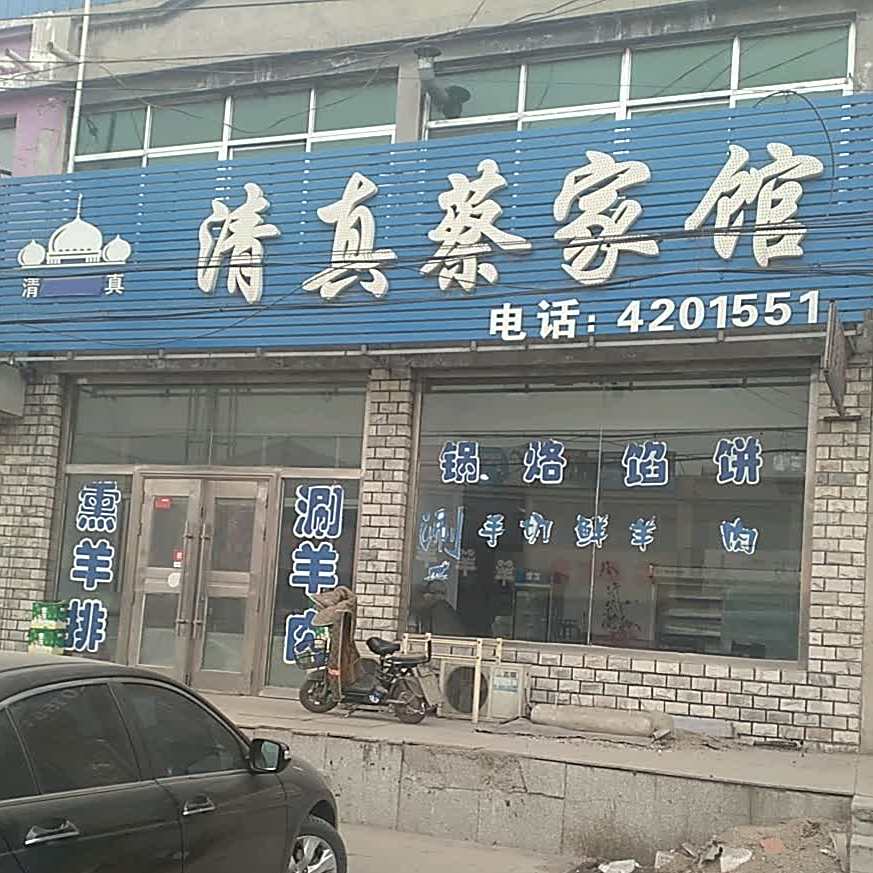 清真蔡家馆
清 真
电话：4201551
锅烙馅饼
涮手切鲜羊肉
熏羊排
涮羊肉